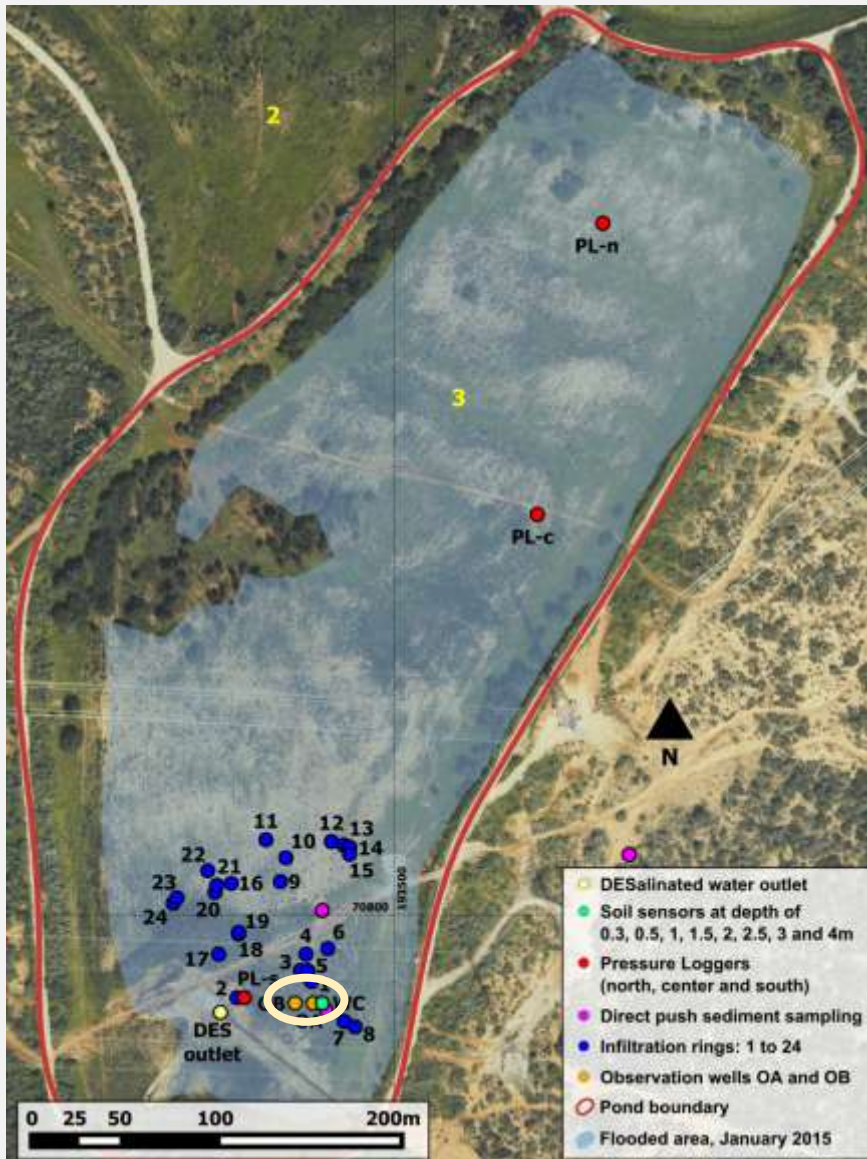 2
PL-n
3
PL-c
N
11
12
13
10
14
15
22
21
16
9
23
20
24
70800
193500
19
18
17
4
6
3
5
PL-s
2
DES
outlet
7
8
0 25 50 100 200m
DESalinated water outlet
Soil sensors at depth of
0.3, 0.5, 1, 1.5, 2, 2.5, 3 and 4m
Pressure Loggers
(north, center and south)
Direct push sediment sampling
Infiltration rings: 1 to 24
Observation wells OA and OB
Pond boundary
Flooded area, January 2015